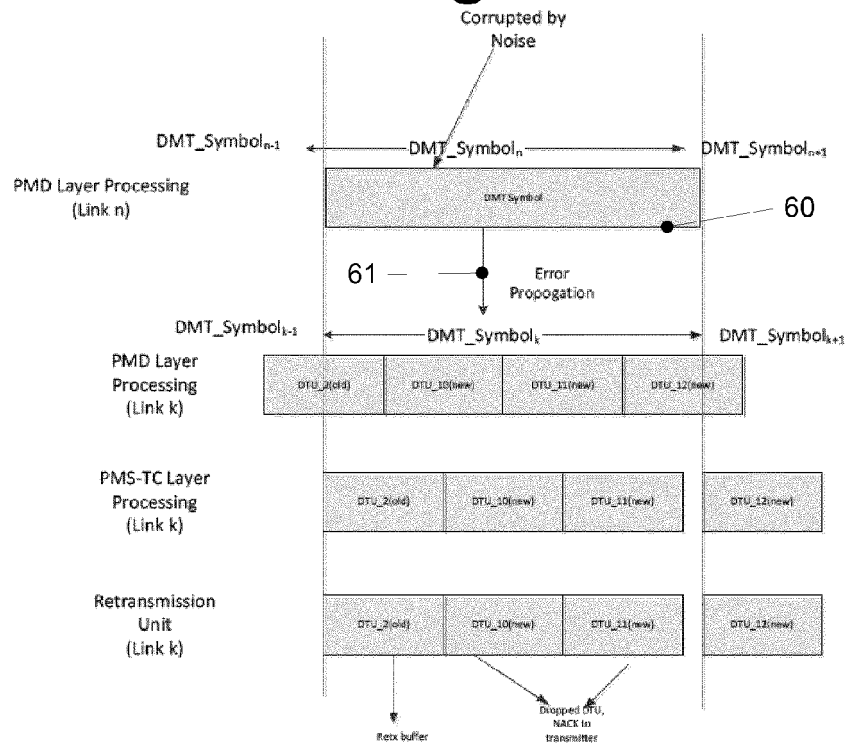 Corrupted by
Noise
DMT_Symboln-1
DMT_Symboln
DMT_Symboln+1
PMD Layer Processing
(Link n)
DMT Symbol
60
61
Error
Propogation
DMT_Symbolk-1
DMT_Symbolk
DMT_Symbolk+1
PMD Layer
Processing
(Link k)
DTU_2(old)
DTU_10(new)
DTU_11(new)
DTU_12(new)
PMS-TC Layer
Processing
(Link k)
DTU_2(old)
DTU_10(new)
DTU_11(new)
DTU_12(new)
Retransmission
Unit
(Link k)
DTU_2(old)
DTU_10(new)
DTU_11(new)
DTU_12(new)
Retx buffer
Dropped DTU,
NACK to
transmitter